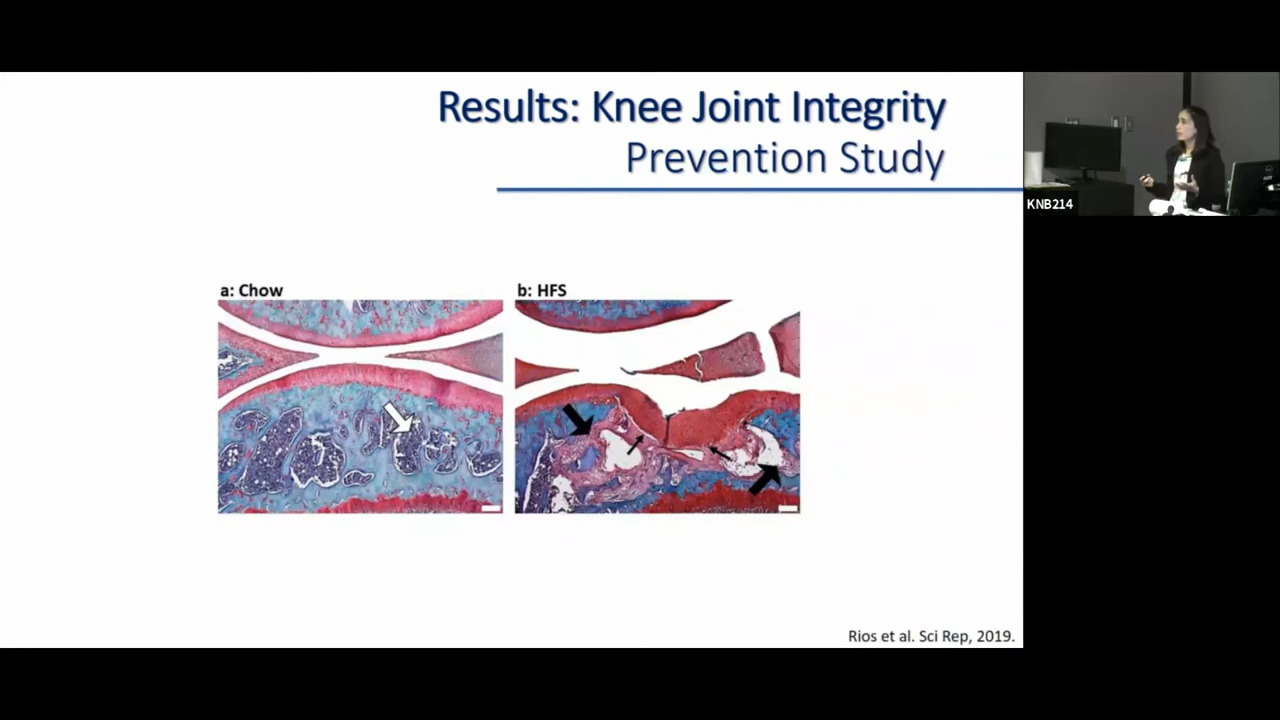 Results: Knee Joint Integrity
Prevention Study
KNB214
a: Chow
b: HFS
Rios et al. Sci Rep, 2019.